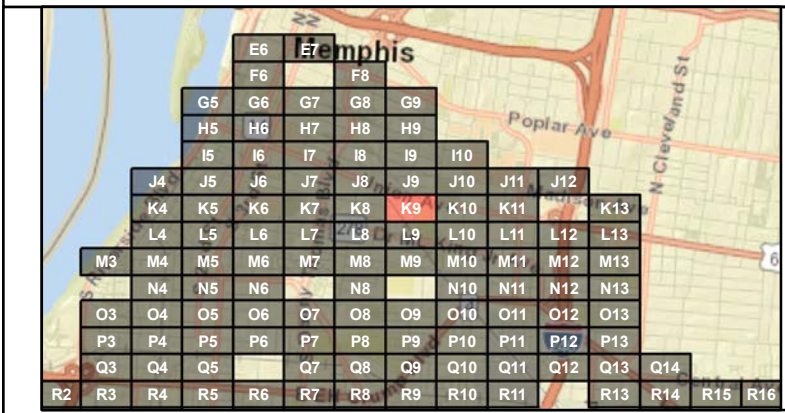 Memphis
E6 E7
F6 F8
G5 G6 G7 G8 G9
Poplar Ave
N Cleveland St
H5 H6 H7 H8 H9
I5 I6 I7 I8 I9 I10
J4 J5 J6 J7 J8 J9 J10 J11 J12
K4 K5 K6 K7 K8 K9 K10 K11 K13
L4 L5 L6 L7 L8 L9 L10 L11 L12 L13
S Riverside Blvd
M3 M4 M5 M6 M7 M8 M9 M10 M11 M12 M13
6
N4 N5 N6 N8 N10 N11 N12 N13
O3 O4 O5 O6 O7 O8 O9 O10 O11 O12 O13
P3 P4 P5 P6 P7 P8 P9 P10 P11 P12 P13
Q3 Q4 Q5 Q7 Q8 Q9 Q10 Q11 Q12 Q13 Q14
Central Av
R2 R3 R4 R5 R6 R7 R8 R9 R10 R11 R13 R14 R15 R16